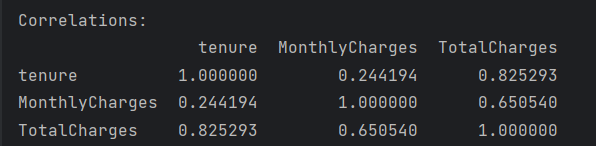 Correlations:
                  tenure  MonthlyCharges  TotalCharges
tenure          1.000000        0.244194      0.825293
MonthlyCharges  0.244194        1.000000      0.650540
TotalCharges    0.825293        0.650540      1.000000